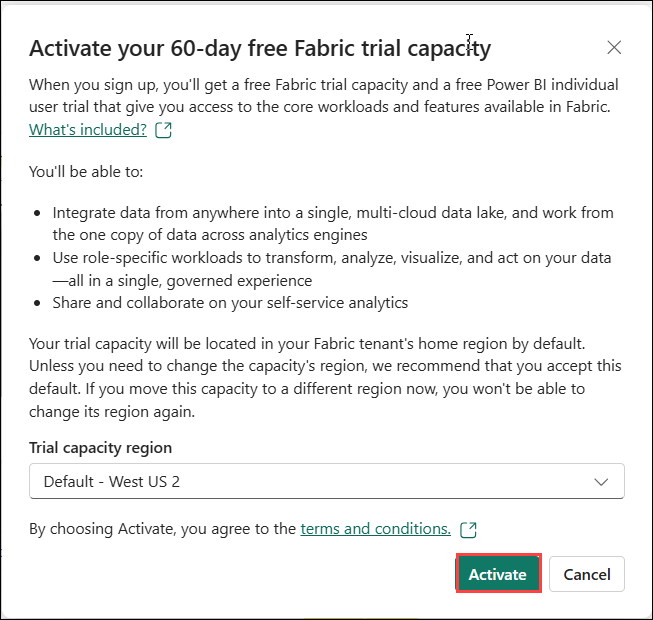 Activate your 60-day free Fabric trial capacity
When you sign up, you'll get a free Fabric trial capacity and a free Power BI individual
user trial that give you access to the core workloads and features available in Fabric.
What's included?
You'll be able to:
• Integrate data from anywhere into a single, multi-cloud data lake, and work from
the one copy of data across analytics engines
• Use role-specific workloads to transform, analyze, visualize, and act on your data
—all in a single, governed experience
• Share and collaborate on your self-service analytics
Your trial capacity will be located in your Fabric tenant's home region by default.
Unless you need to change the capacity's region, we recommend that you accept this
default. If you move this capacity to a different region now, you won't be able to
change its region again.
Trial capacity region
Default - West US 2
By choosing Activate, you agree to the terms and conditions.
Activate Cancel